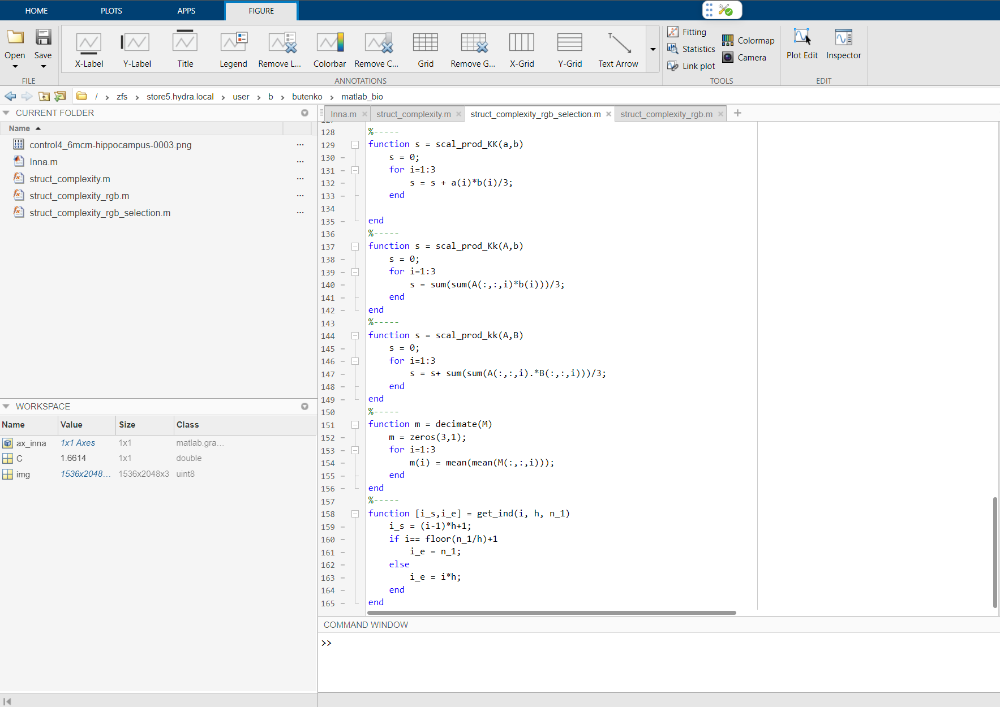 HOME PLOTS APPS FIGURE
Open Save
X-Label Y-Label Title Legend Remove L... Colorbar Remove C... Grid Remove G... X-Grid Y-Grid Text Arrow
Fitting
Statistics
Link plot
Colormap
Camera
Plot Edit Inspector
FILE ANNOTATIONS TOOLS EDIT
/ › zfs › store5.hydra.local › user › b › butenko › matlab_bio
CURRENT FOLDER
Name
control4_6mcm-hippocampus-0003.png ...
Inna.m ...
struct_complexity.m ...
struct_complexity_rgb.m ...
struct_complexity_rgb_selection.m ...
WORKSPACE
Name Value Size Class
ax_inna 1x1 Axes 1x1 matlab.gra...
C 1.6614 1x1 double
img 1536x2048... 1536x2048x3 uint8
Inna.m × struct_complexity.m × struct_complexity_rgb_selection.m × struct_complexity_rgb.m × +
127
128 %-----
129 function s = scal_prod_KK(a,b)
130 - s = 0;
131 - for i=1:3
132 - s = s + a(i)*b(i)/3;
133 - end
134
135 - end
136 %-----
137 function s = scal_prod_Kk(A,b)
138 - s = 0;
139 - for i=1:3
140 - s = sum(sum(A(:,:,i)*b(i)))/3;
141 - end
142 - end
143 %-----
144 function s = scal_prod_kk(A,B)
145 - s = 0;
146 - for i=1:3
147 - s = s+ sum(sum(A(:,:,i).*B(:,:,i)))/3;
148 - end
149 - end
150 %-----
151 function m = decimate(M)
152 - m = zeros(3,1);
153 - for i=1:3
154 - m(i) = mean(mean(M(:,:,i)));
155 - end
156 - end
157 %-----
158 function [i_s,i_e] = get_ind(i, h, n_1)
159 - i_s = (i-1)*h+1;
160 - if i== floor(n_1/h)+1
161 - i_e = n_1;
162 - else
163 - i_e = i*h;
164 - end
165 - end
COMMAND WINDOW
>>